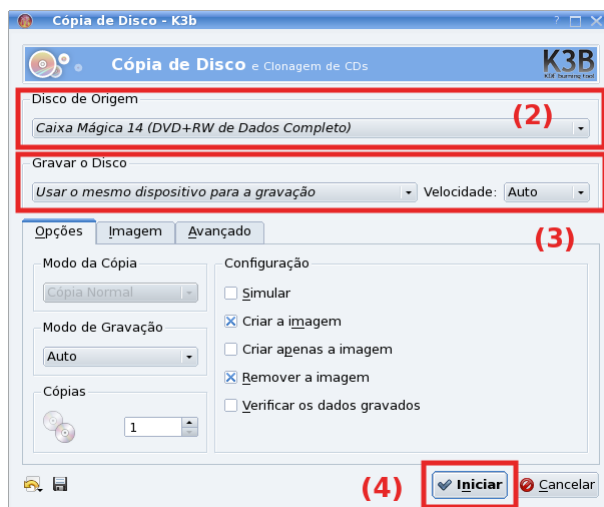 Cópia de Disco - K3b
Cópia de Disco e Clonagem de CDs
K3B
KDE burning tool
Disco de Origem
(2)
Caixa Mágica 14 (DVD+RW de Dados Completo)
Gravar o Disco
Usar o mesmo dispositivo para a gravação Velocidade: Auto
(3)
Opções Imagem Avançado
Modo da Cópia
Cópia Normal
Modo de Gravação
Auto
Cópias
1
Configuração
Simular
Criar a imagem
Criar apenas a imagem
Remover a imagem
Verificar os dados gravados
(4) Iniciar Cancelar